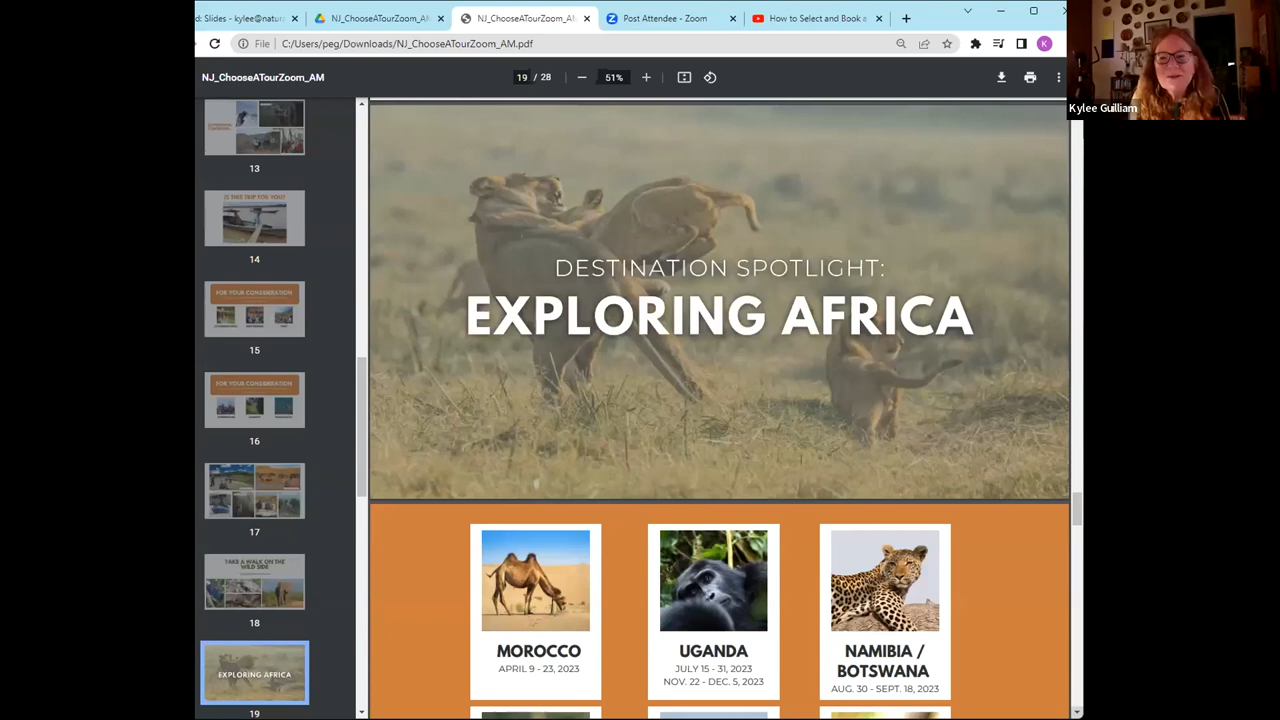 d: Slides - kylee@natura
NJ_ChooseATourZoom_AM.
NJ_ChooseATourZoom_AM.
Post Attendee - Zoom
How to Select and Book a
File
C:/Users/peg/Downloads/NJ_ChooseATourZoom_AM.pdf
K
Kylee Guilliam
NJ_ChooseATourZoom_AM
19 / 28
51%
13
IS THIS TRIP FOR YOU?
14
FOR YOUR CONSIDERATION
15
FOR YOUR CONSIDERATION
16
17
TAKE A WALK ON THE
WILD SIDE
18
EXPLORING AFRICA
19
DESTINATION SPOTLIGHT:
EXPLORING AFRICA
MOROCCO
APRIL 9 - 23, 2023
UGANDA
JULY 15 - 31, 2023
NOV. 22 - DEC. 5, 2023
NAMIBIA /
BOTSWANA
AUG. 30 - SEPT. 18, 2023